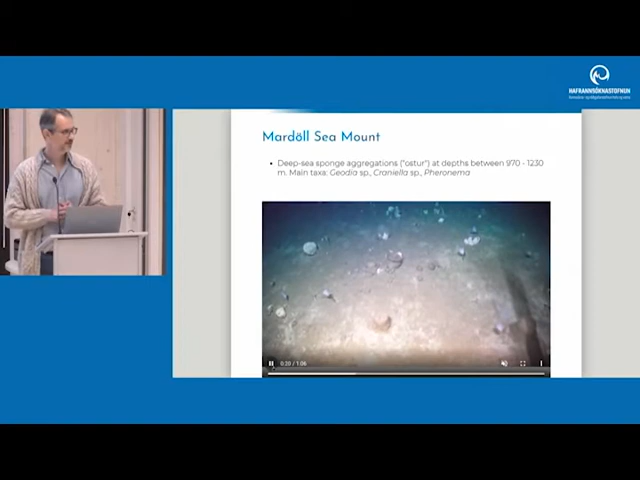 HAFRANNSÓKNASTOFNUN
Mardöll Sea Mount
• Deep-sea sponge aggregations ("ostur") at depths between 970 - 1230
m. Main taxa: Geodia sp., Craniella sp., Pheronema
0:20 / 1:06